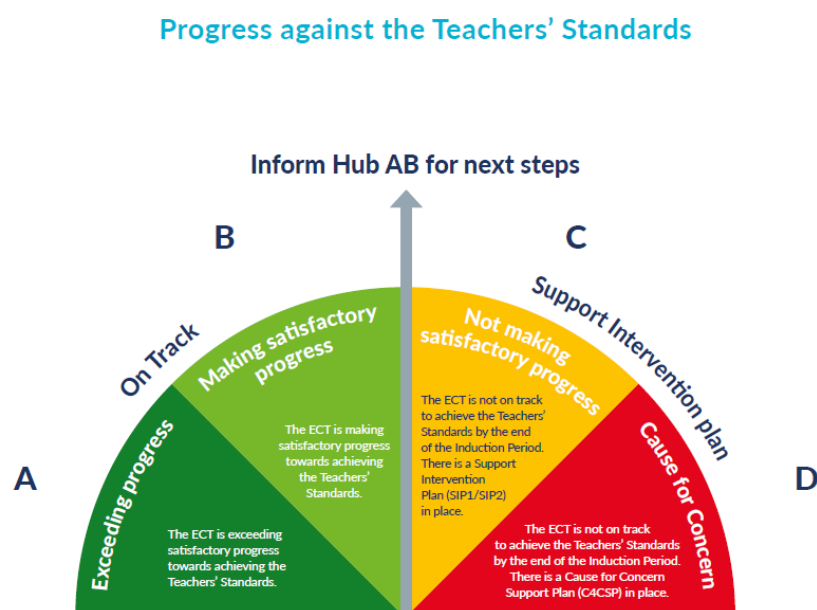 Progress against the Teachers' Standards
Inform Hub AB for next steps
B
C
On Track
Support Intervention plan
Making satisfactory
progress
Not making
satisfactory progress
The ECT is making
satisfactory progress
towards achieving
the Teachers'
Standards.
The ECT is not on track
to achieve the Teachers'
Standards by the end
of the Induction Period.
There is a Support
Intervention
Plan (SIP1/SIP2)
in place.
A
Exceeding progress
The ECT is exceeding
satisfactory progress
towards achieving the
Teachers' Standards.
Cause for Concern
The ECT is not on track
to achieve the Teachers' Standards
by the end of the Induction Period.
There is a Cause for Concern
Support Plan (C4CSP) in place.
D